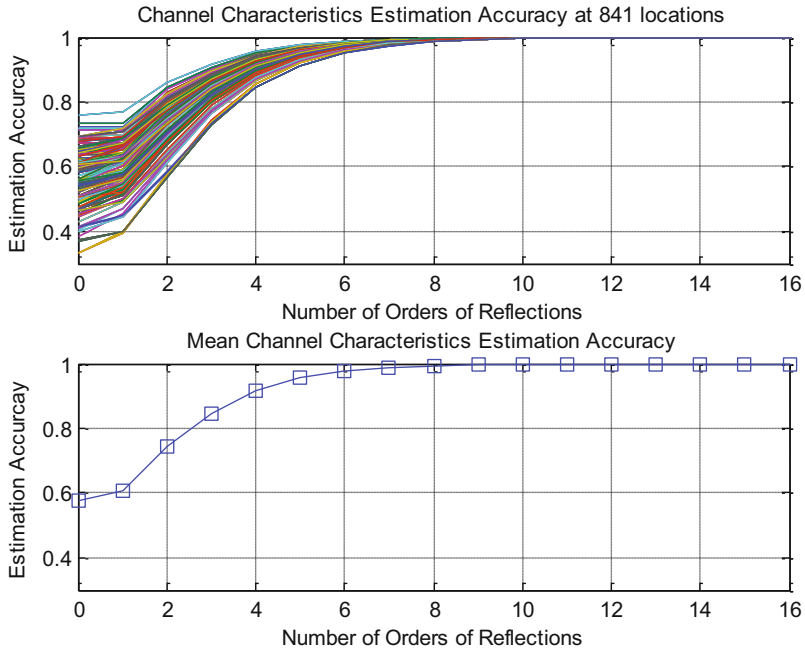 Channel Characteristics Estimation Accuracy at 841 locations
1
0.8
0.6
0.4
Estimation Accurcay
0 2 4 6 8 10 12 14 16
Number of Orders of Reflections
Mean Channel Characteristics Estimation Accuracy
1
0.8
0.6
0.4
Estimation Accurcay
0 2 4 6 8 10 12 14 16
Number of Orders of Reflections